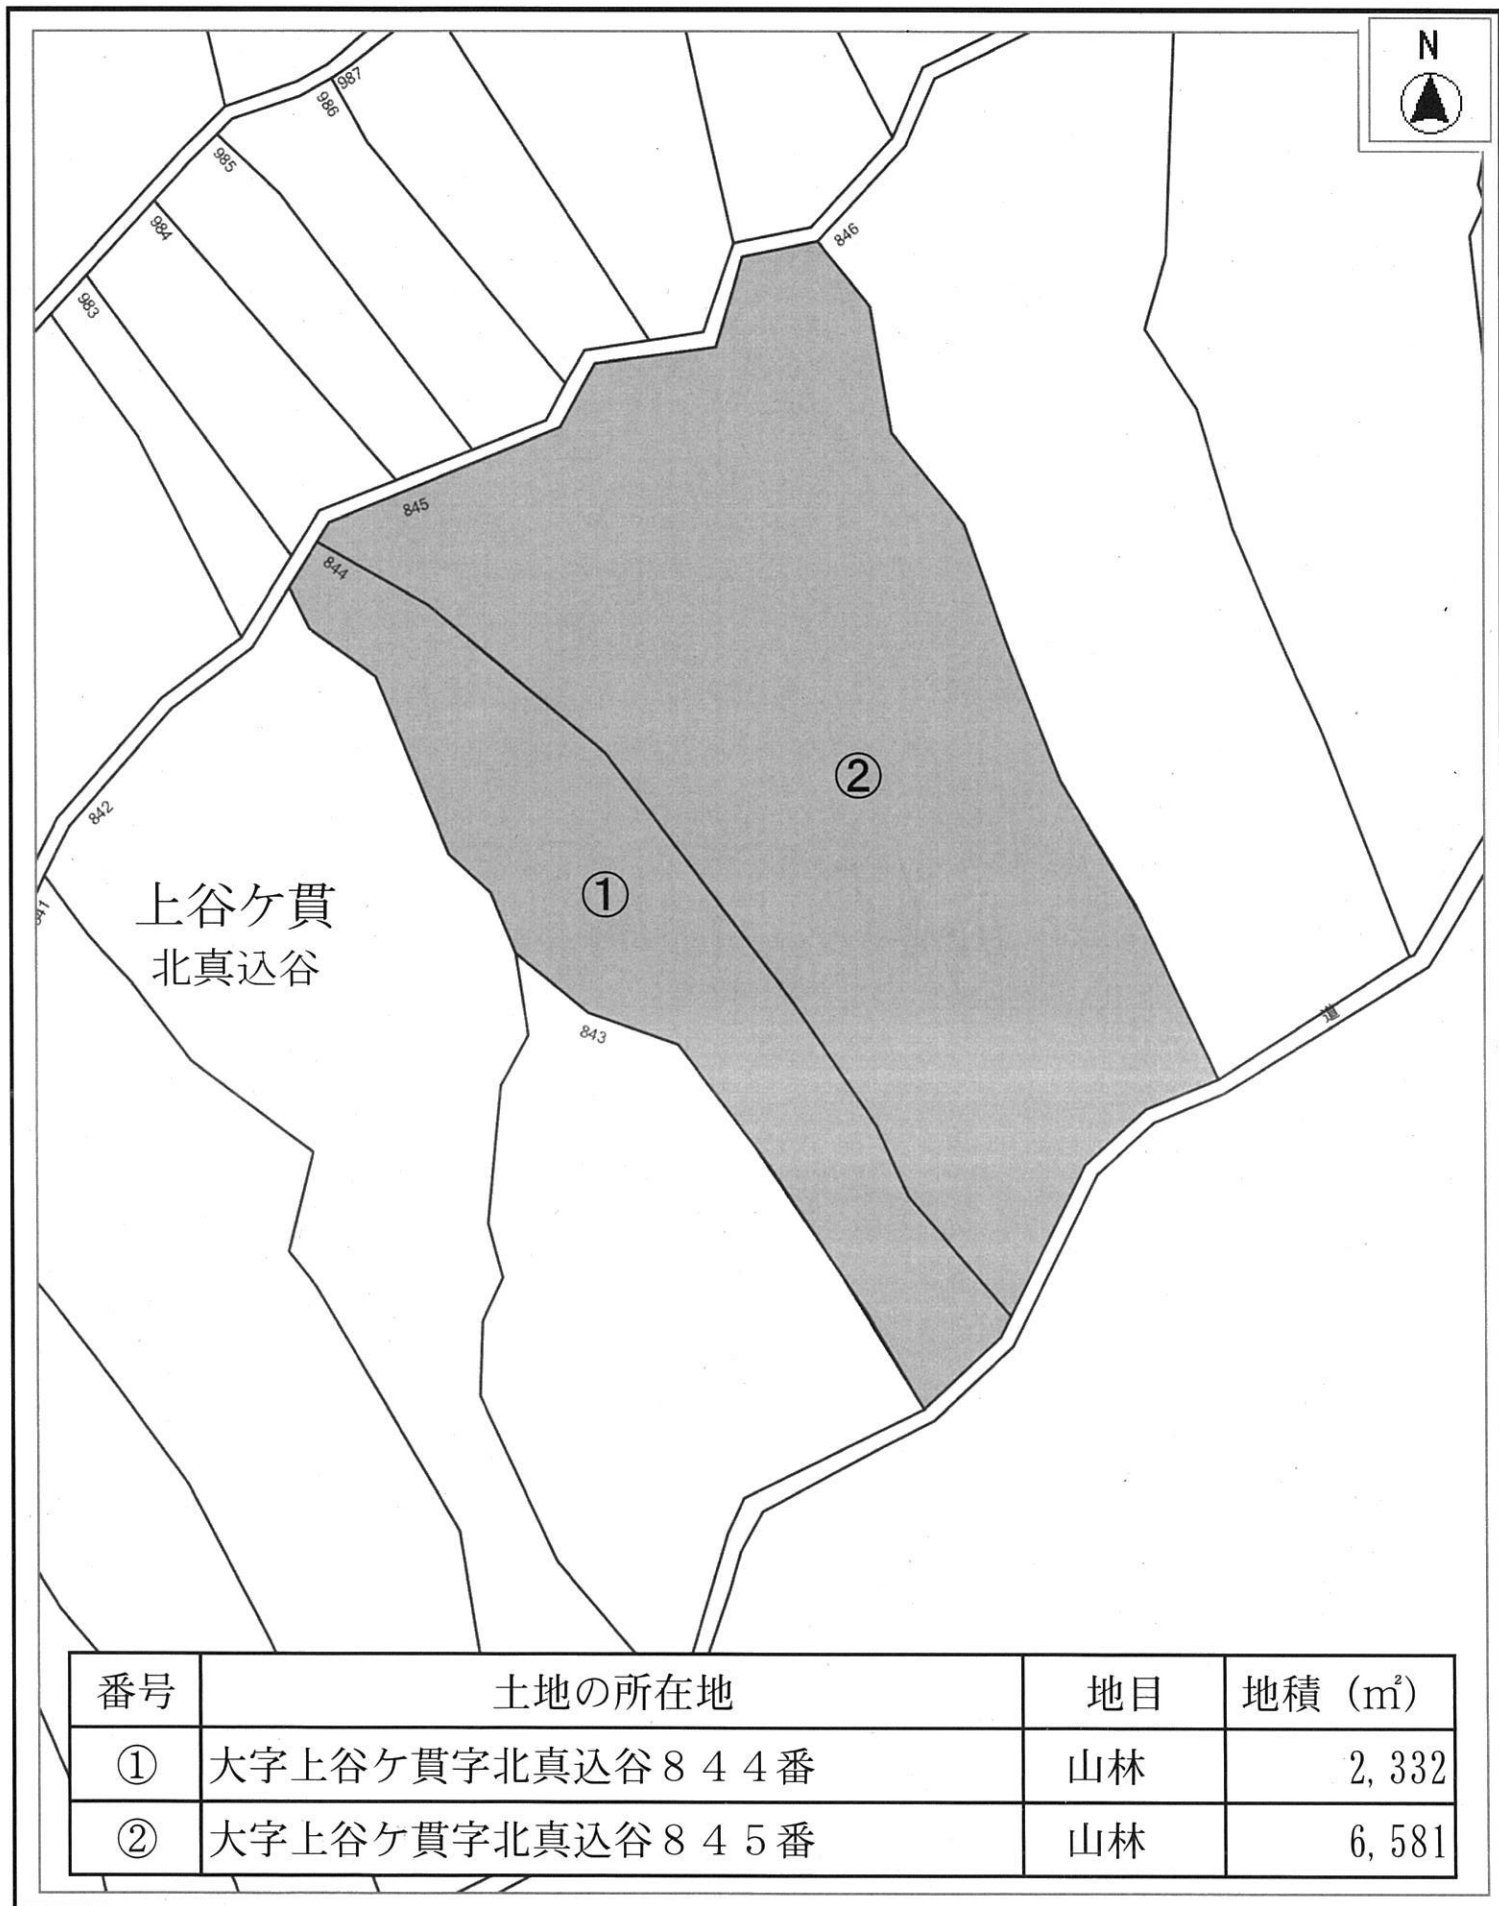 N
987
986
985
984
983
846
845
844
842
②
①
上谷ケ貫
北真込谷
843
道
番号 土地の所在地 地目 地積（㎡）
① 大字上谷ケ貫字北真込谷８４４番 山林 2,332
② 大字上谷ケ貫字北真込谷８４５番 山林 6,581